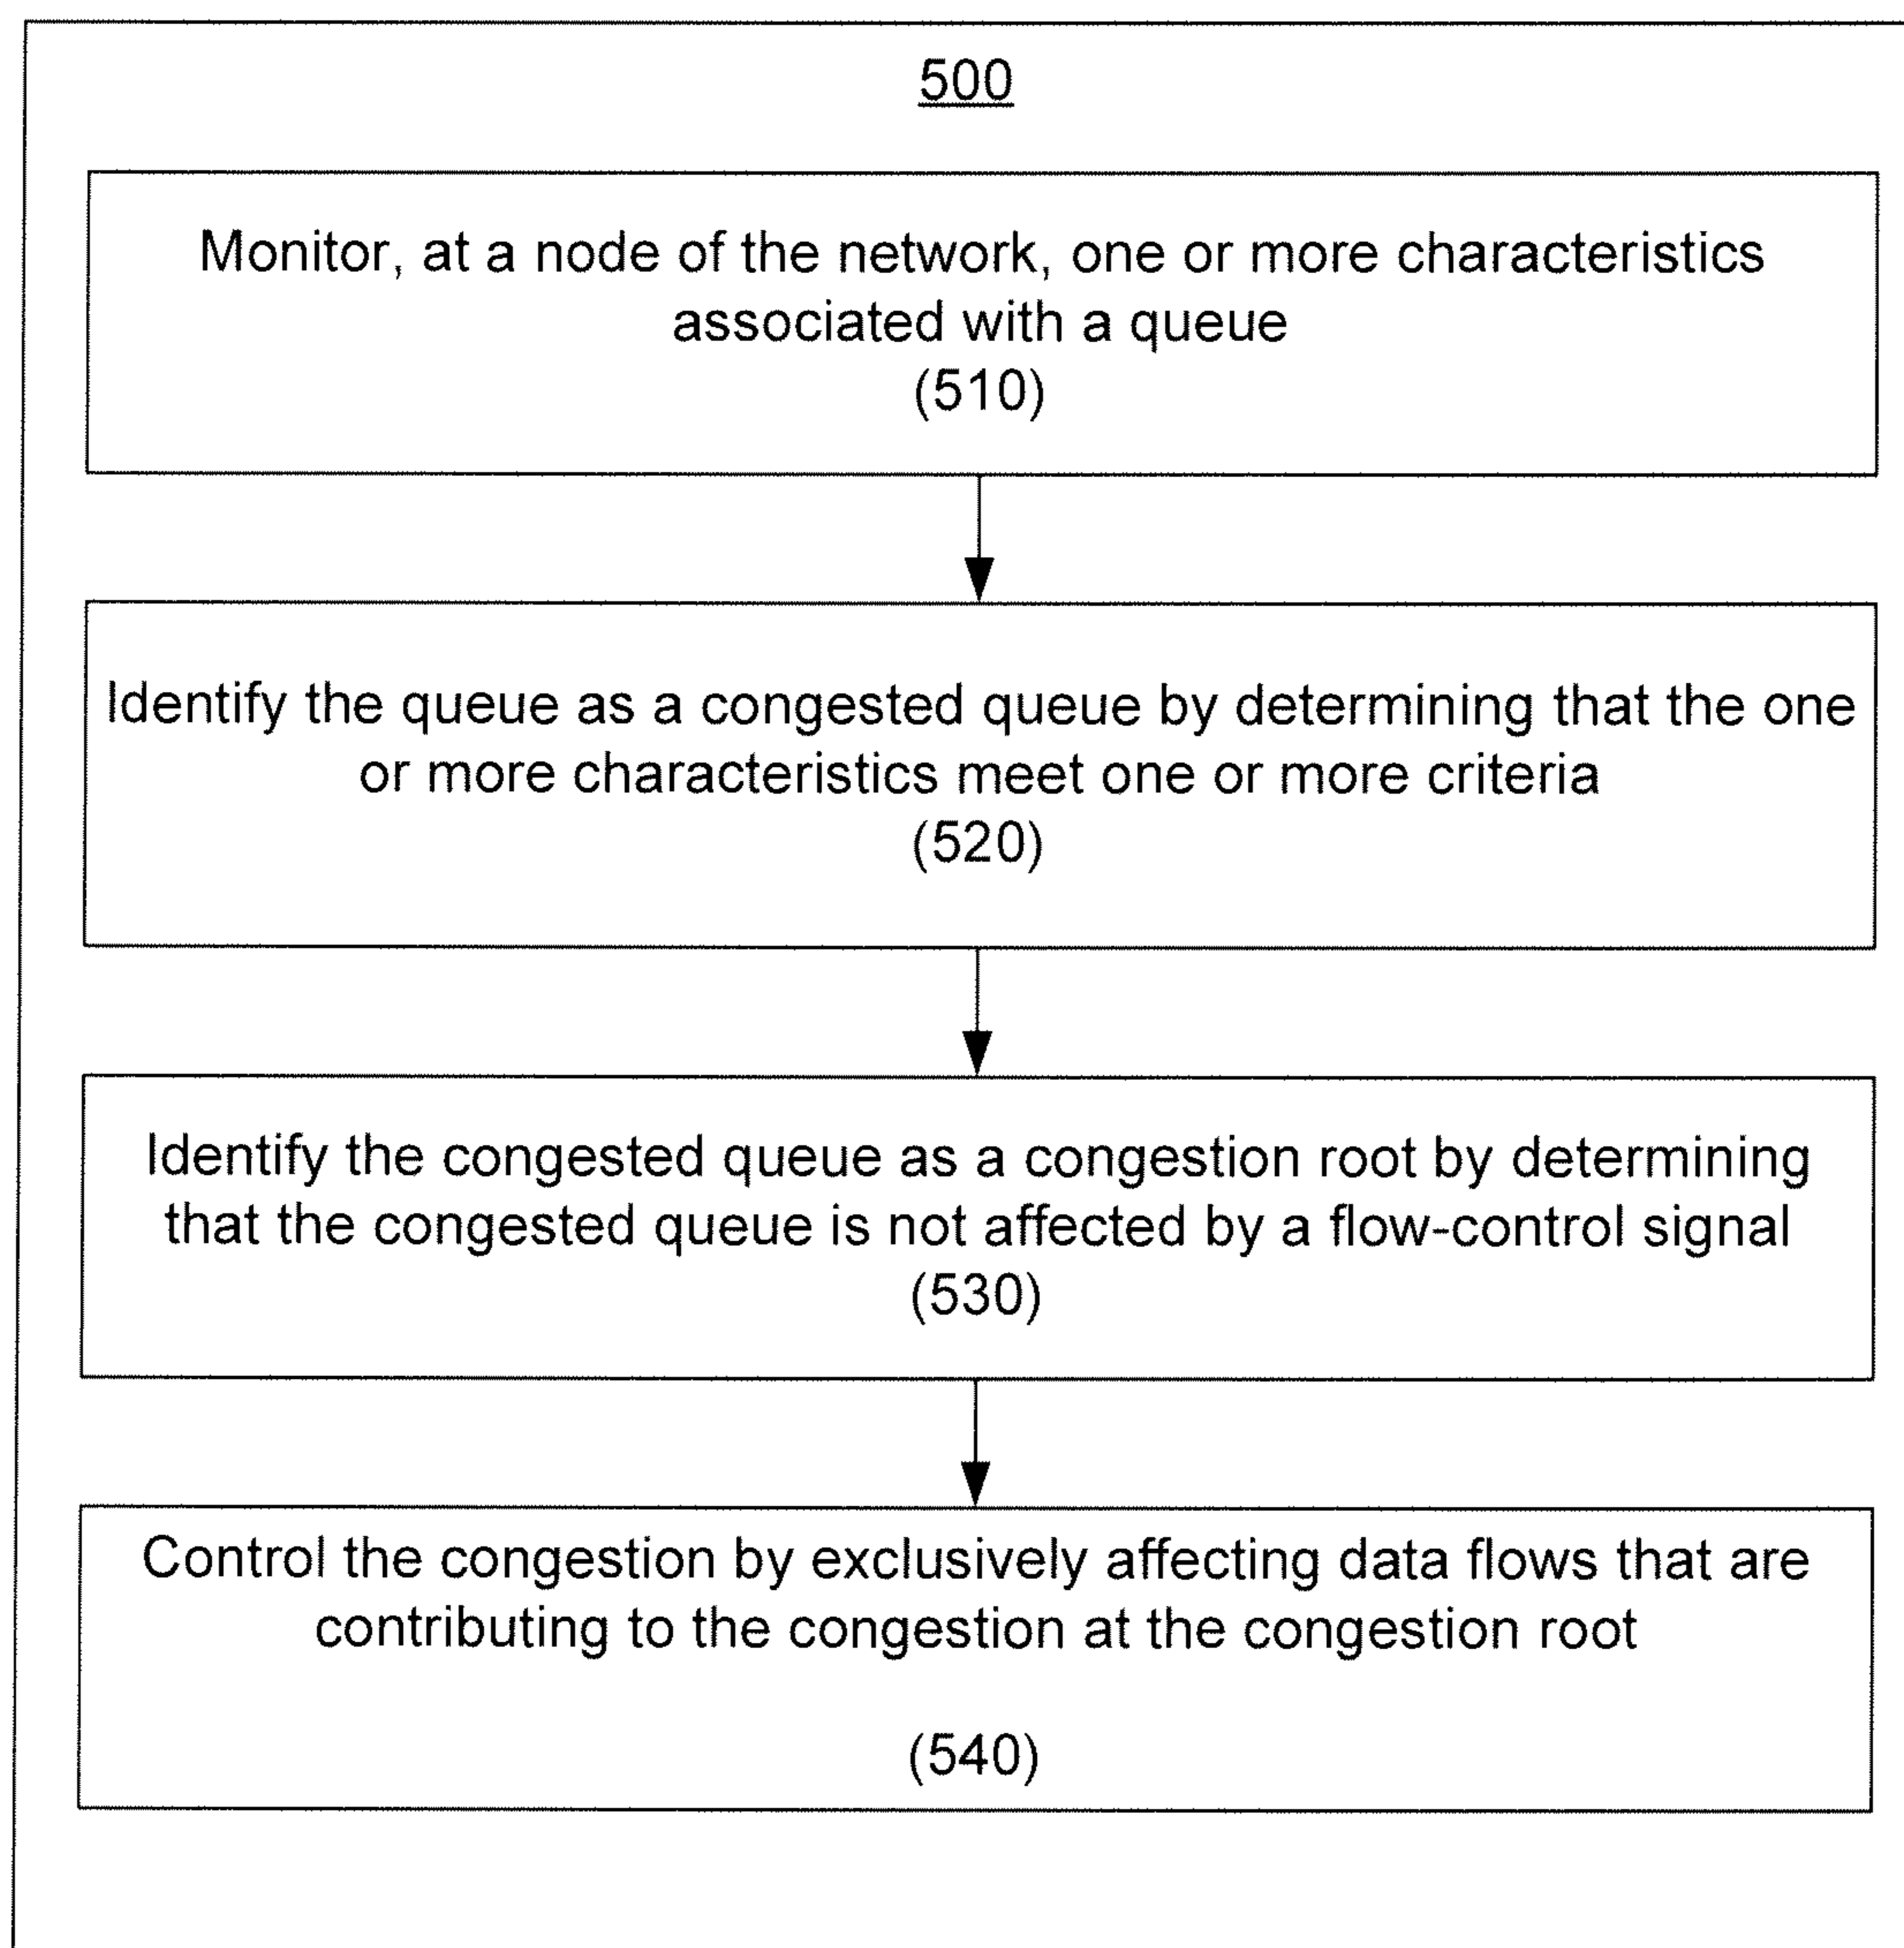 500
Monitor, at a node of the network, one or more characteristics
associated with a queue
(510)
Identify the queue as a congested queue by determining that the one
or more characteristics meet one or more criteria
(520)
Identify the congested queue as a congestion root by determining
that the congested queue is not affected by a flow-control signal
(530)
Control the congestion by exclusively affecting data flows that are
contributing to the congestion at the congestion root
(540)